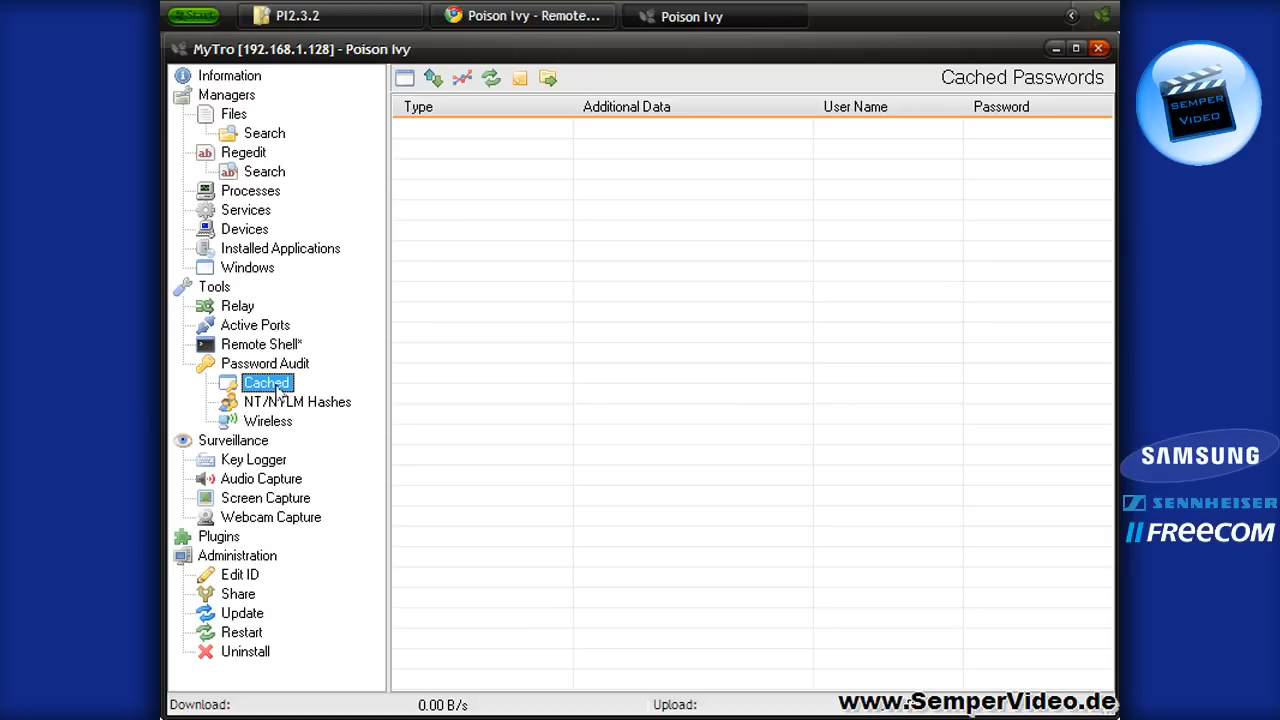 Start
PI2.3.2
Poison Ivy - Remote...
Poison Ivy
MyTro [192.168.1.128] - Poison Ivy
Information
Managers
Files
Search
Regedit
Search
Processes
Services
Devices
Installed Applications
Windows
Tools
Relay
Active Ports
Remote Shell*
Password Audit
Cached
NT/NTLM Hashes
Wireless
Surveillance
Key Logger
Audio Capture
Screen Capture
Webcam Capture
Plugins
Administration
Edit ID
Share
Update
Restart
Uninstall
Cached Passwords
Type Additional Data User Name Password
Download: 0.00 B/s Upload:
www.SemperVideo.de
SEMPER
VIDEO
SAMSUNG
SENNHEISER
FREECOM